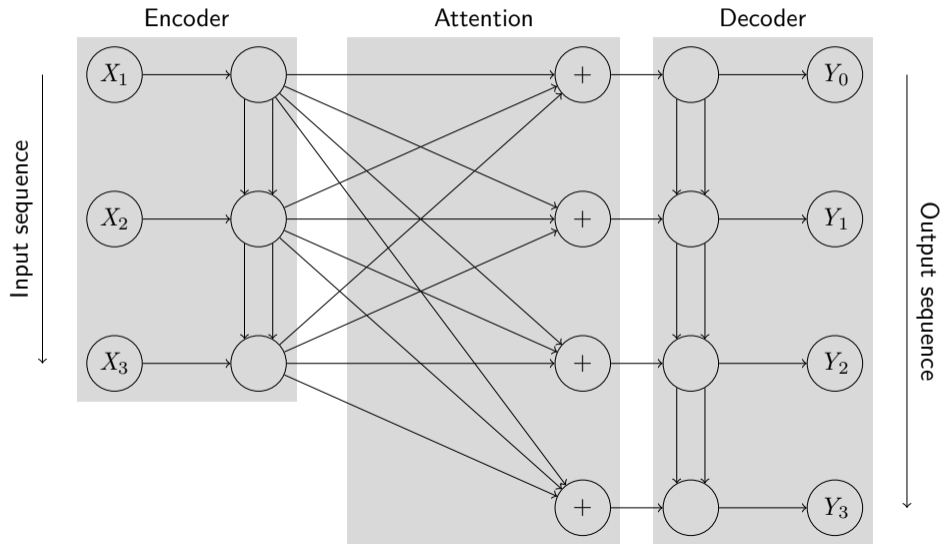 Encoder
Attention
Decoder
X₁
+
Y₀
Input sequence
X₂
+
Y₁
Output sequence
X₃
+
Y₂
+
Y₃